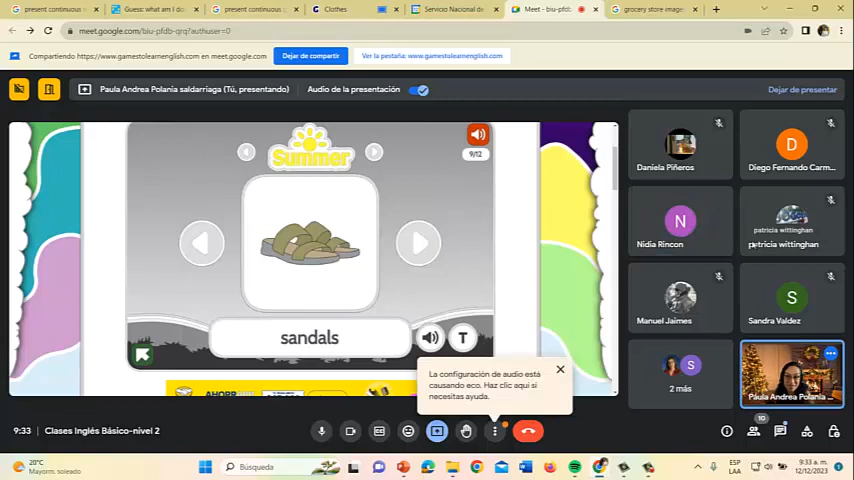 present continuous
Guess: what am I do
present continuous
Clothes
Servicio Nacional de
Meet - biu-pfdb
grocery store image
meet.google.com/biu-pfdb-qrq?authuser=0
Compartiendo https://www.gamestolearnenglish.com en meet.google.com
Dejar de compartir
Ver la pestaña: www.gamestolearnenglish.com
Paula Andrea Polania saldarriaga (Tú, presentando)
Audio de la presentación
Dejar de presentar
Summer
9/12
sandals
T
AHORR
La configuración de audio está
causando eco. Haz clic aquí si
necesitas ayuda.
Daniela Piñeros
D
Diego Fernando Carm...
N
Nidia Rincon
patricia wittinghan
patricia wittinghan
Manuel Jaimes
S
Sandra Valdez
S
2 más
Paula Andrea Polania ...
9:33
Clases Inglés Básico-nivel 2
10
20°C
Mayorm. soleado
Búsqueda
ESP
LAA
9:33 a. m.
12/12/2023